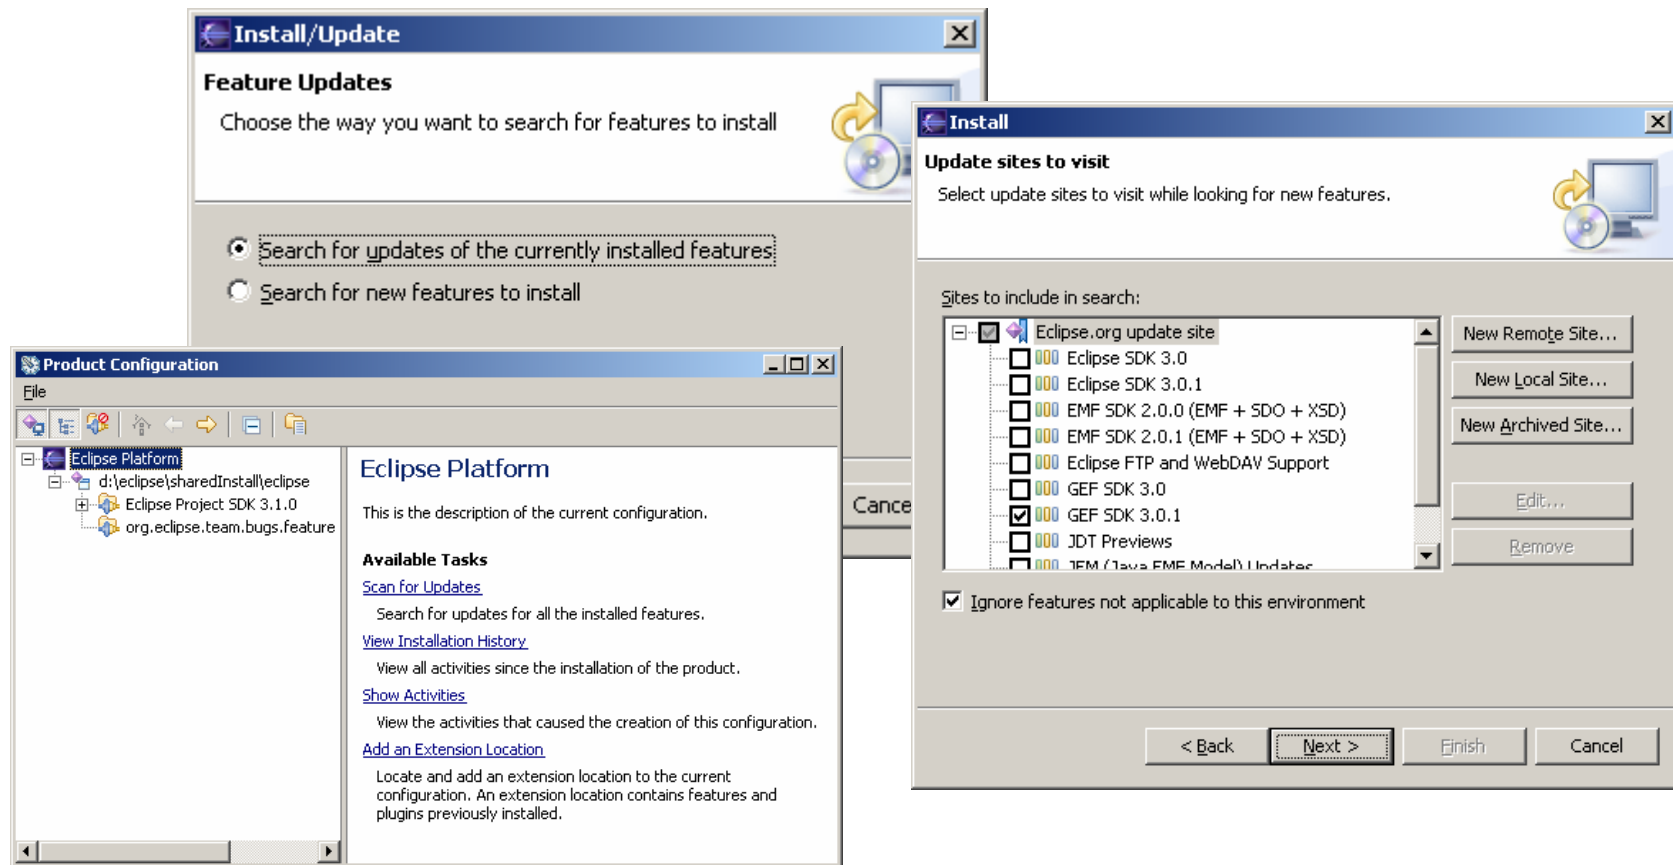 Install/Update
Feature Updates
Choose the way you want to search for features to install
Search for updates of the currently installed features
Search for new features to install
Cance
Product Configuration
File
Eclipse Platform
d:\eclipse\sharedInstall\eclipse
Eclipse Project SDK 3.1.0
org.eclipse.team.bugs.feature
Eclipse Platform
This is the description of the current configuration.
Available Tasks
Scan for Updates
Search for updates for all the installed features.
View Installation History
View all activities since the installation of the product.
Show Activities
View the activities that caused the creation of this configuration.
Add an Extension Location
Locate and add an extension location to the current
configuration. An extension location contains features and
plugins previously installed.
Install
Update sites to visit
Select update sites to visit while looking for new features.
Sites to include in search:
Eclipse.org update site
Eclipse SDK 3.0
Eclipse SDK 3.0.1
EMF SDK 2.0.0 (EMF + SDO + XSD)
EMF SDK 2.0.1 (EMF + SDO + XSD)
Eclipse FTP and WebDAV Support
GEF SDK 3.0
GEF SDK 3.0.1
JDT Previews
JEM (Java EMF Model) Updates
New Remote Site...
New Local Site...
New Archived Site...
Edit...
Remove
Ignore features not applicable to this environment
< Back
Next >
Finish
Cancel